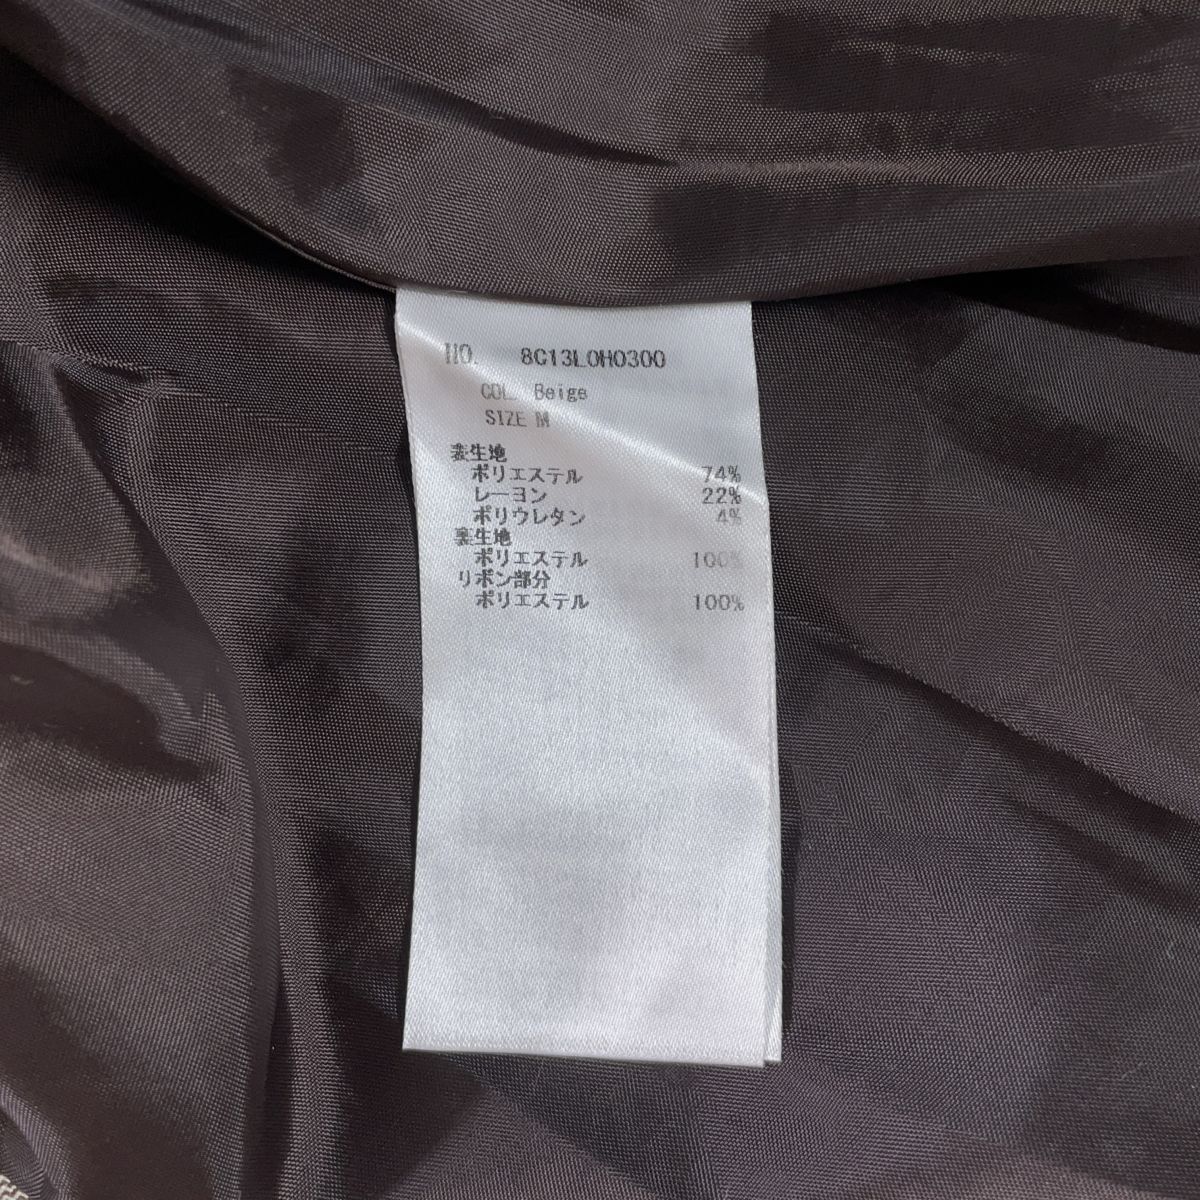 NO. 8C13L0H0300
COL. Beige
SIZE M
表生地
ポリエステル 74%
レーヨン 22%
ポリウレタン 4%
裏生地
ポリエステル 100%
リボン部分
ポリエステル 100%